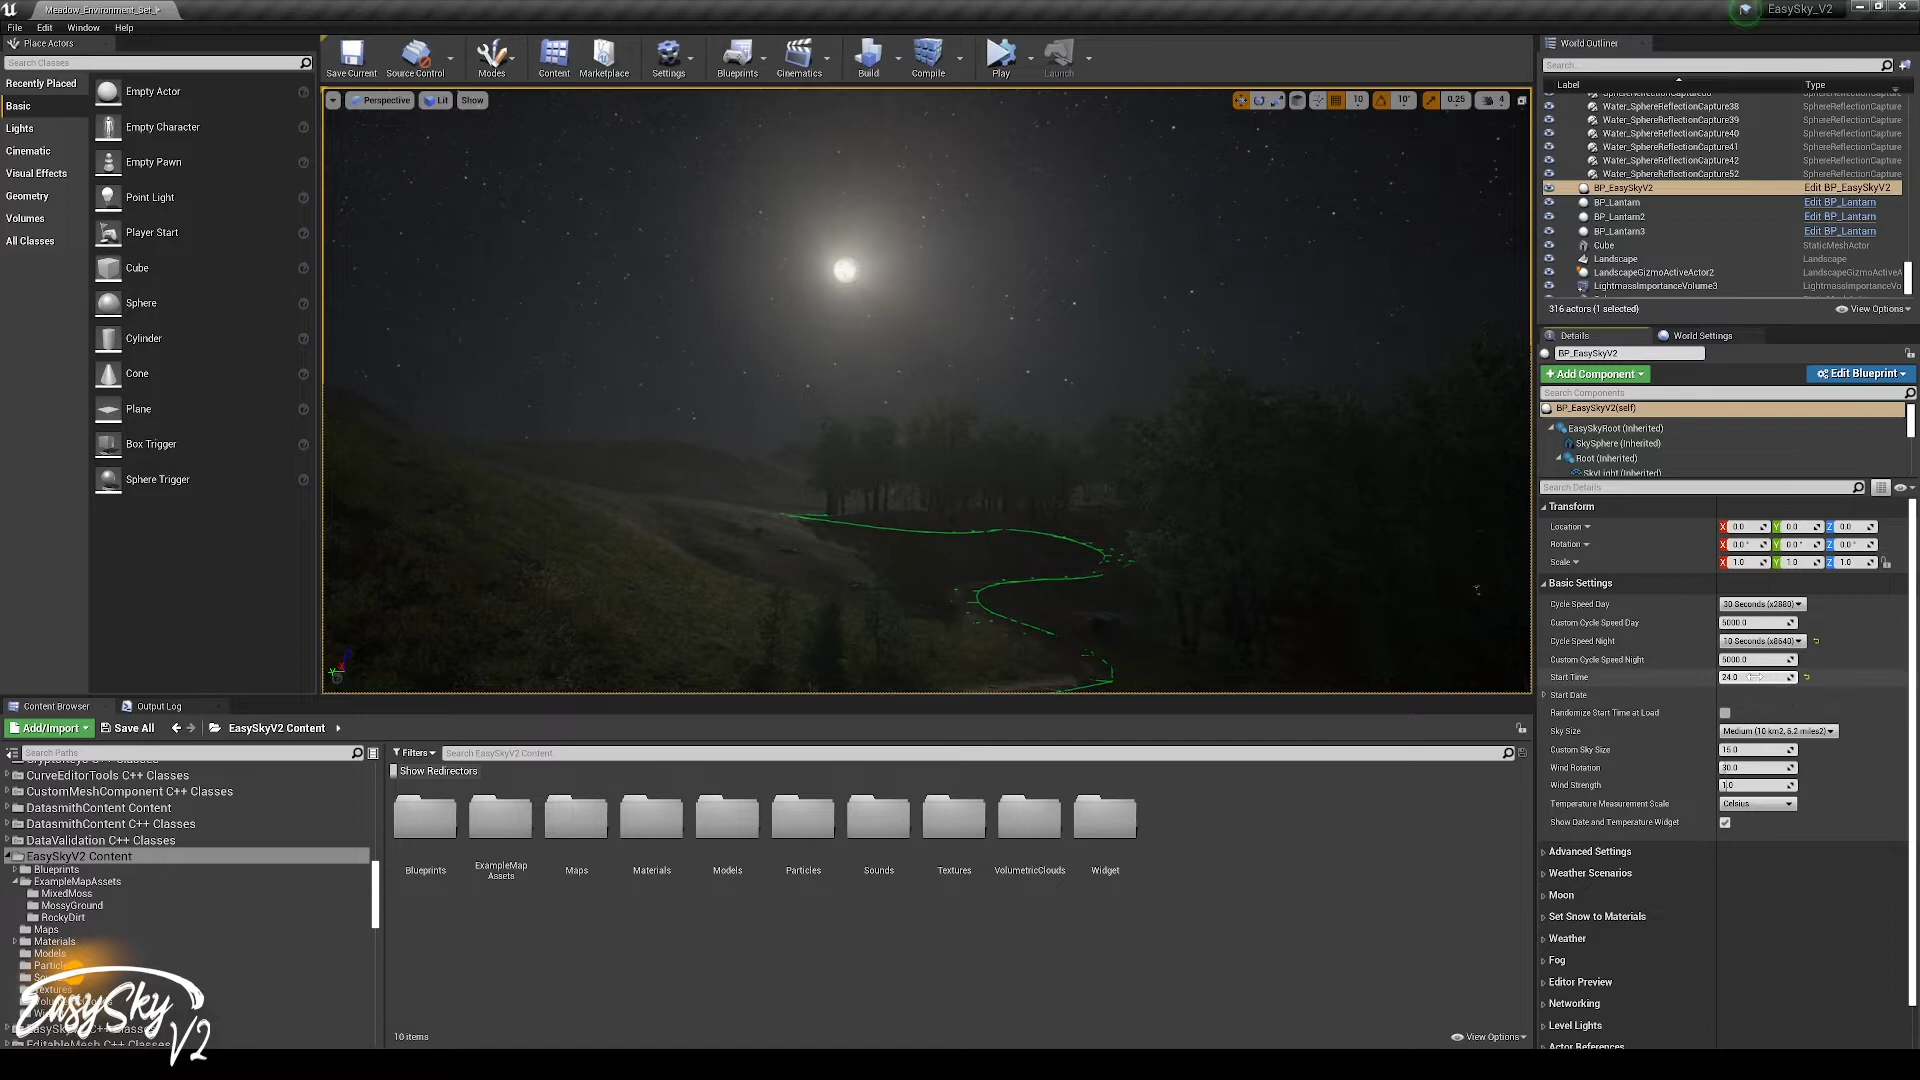 Meadow_Environment_Set_*
EasySky_V2
File Edit Window Help
Place Actors
Search Classes
Recently Placed
Basic
Lights
Cinematic
Visual Effects
Geometry
Volumes
All Classes
Empty Actor
Empty Character
Empty Pawn
Point Light
Player Start
Cube
Sphere
Cylinder
Cone
Plane
Box Trigger
Sphere Trigger
Save Current Source Control Modes Content Marketplace Settings Blueprints Cinematics Build Compile Play Launch
Perspective Lit Show
10 10° 0.25 4
World Outliner
Search...
Label Type
Water_SphereReflectionCapture38 SphereReflectionCapture
Water_SphereReflectionCapture39 SphereReflectionCapture
Water_SphereReflectionCapture40 SphereReflectionCapture
Water_SphereReflectionCapture41 SphereReflectionCapture
Water_SphereReflectionCapture42 SphereReflectionCapture
Water_SphereReflectionCapture52 SphereReflectionCapture
BP_EasySkyV2 Edit BP_EasySkyV2
BP_Lantarn Edit BP_Lantarn
BP_Lantarn2 Edit BP_Lantarn
BP_Lantarn3 Edit BP_Lantarn
Cube StaticMeshActor
Landscape Landscape
LandscapeGizmoActiveActor2 LandscapeGizmoActiveA
LightmassImportanceVolume3 LightmassImportanceVo
316 actors (1 selected) View Options
Details World Settings
BP_EasySkyV2
+ Add Component Edit Blueprint
Search Components
BP_EasySkyV2(self)
EasySkyRoot (Inherited)
SkySphere (Inherited)
Root (Inherited)
SkyLight (Inherited)
Search Details
Transform
Location X 0.0 Y 0.0 Z 0.0
Rotation X 0.0° Y 0.0° Z 0.0°
Scale X 1.0 Y 1.0 Z 1.0
Basic Settings
Cycle Speed Day 30 Seconds (x2880)
Custom Cycle Speed Day 5000.0
Cycle Speed Night 10 Seconds (x8640)
Custom Cycle Speed Night 5000.0
Start Time 24.0
Start Date
Randomize Start Time at Load
Sky Size Medium (10 km2, 6.2 miles2)
Custom Sky Size 15.0
Wind Rotation 30.0
Wind Strength 1.0
Temperature Measurement Scale Celsius
Show Date and Temperature Widget
Advanced Settings
Weather Scenarios
Moon
Set Snow to Materials
Weather
Fog
Editor Preview
Networking
Level Lights
Actor References
Content Browser Output Log
Add/Import Save All EasySkyV2 Content
Search Paths
CurveEditorTools C++ Classes
CustomMeshComponent C++ Classes
DatasmithContent Content
DatasmithContent C++ Classes
DataValidation C++ Classes
EasySkyV2 Content
Blueprints
ExampleMapAssets
MixedMoss
MossyGround
RockyDirt
Maps
Materials
Models
EditableMesh C++ Classes
EasySky V2
Filters Search EasySkyV2 Content
Show Redirectors
Blueprints ExampleMap Assets Maps Materials Models Particles Sounds Textures VolumetricClouds Widget
10 items View Options